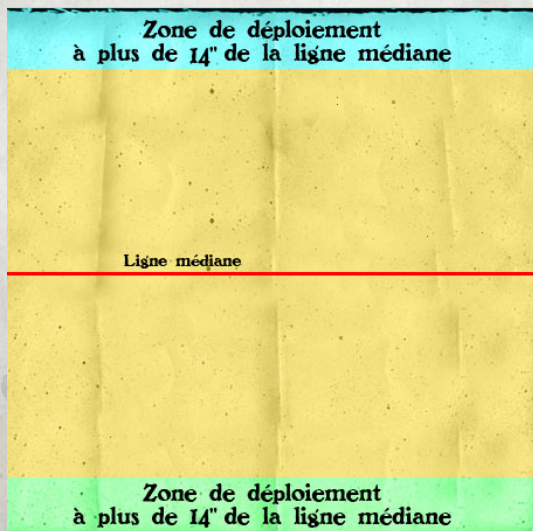 Zone de déploiement
à plus de 14" de la ligne médiane
Ligne médiane
Zone de déploiement
à plus de 14" de la ligne médiane